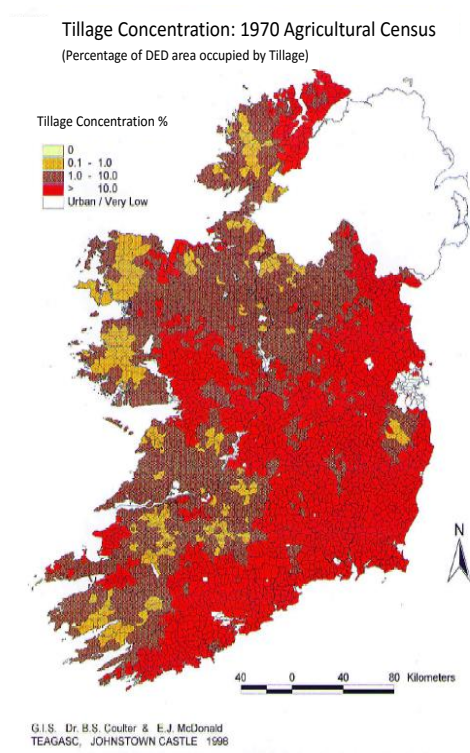 Tillage Concentration: 1970 Agricultural Census
(Percentage of DED area occupied by Tillage)
Tillage Concentration %
0
0.1 - 1.0
1.0 - 10.0
> 10.0
Urban / Very Low
N
40 0 40 80 Kilometers
G.I.S. Dr. B.S. Coulter & E.J. McDonald
TEAGASC, JOHNSTOWN CASTLE 1998